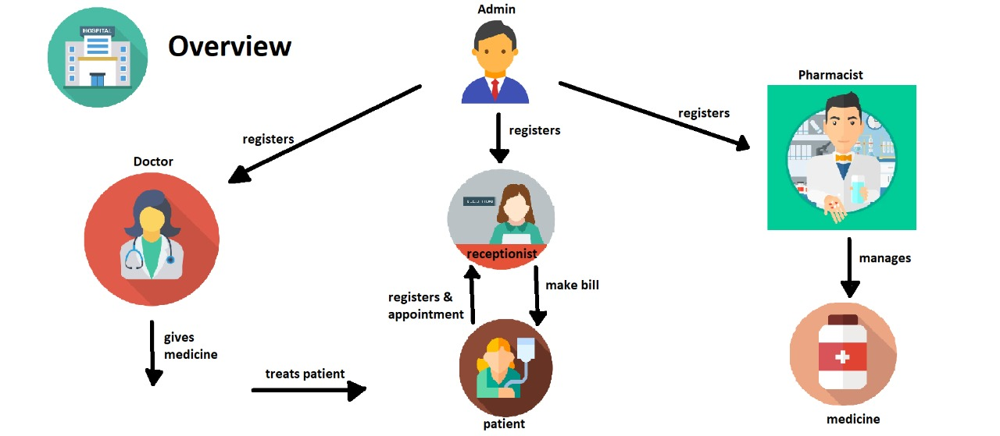 HOSPITAL
Overview
Admin
Pharmacist
registers
registers
registers
Doctor
receptionist
manages
make bill
registers &
appointment
gives
medicine
treats patient
patient
medicine